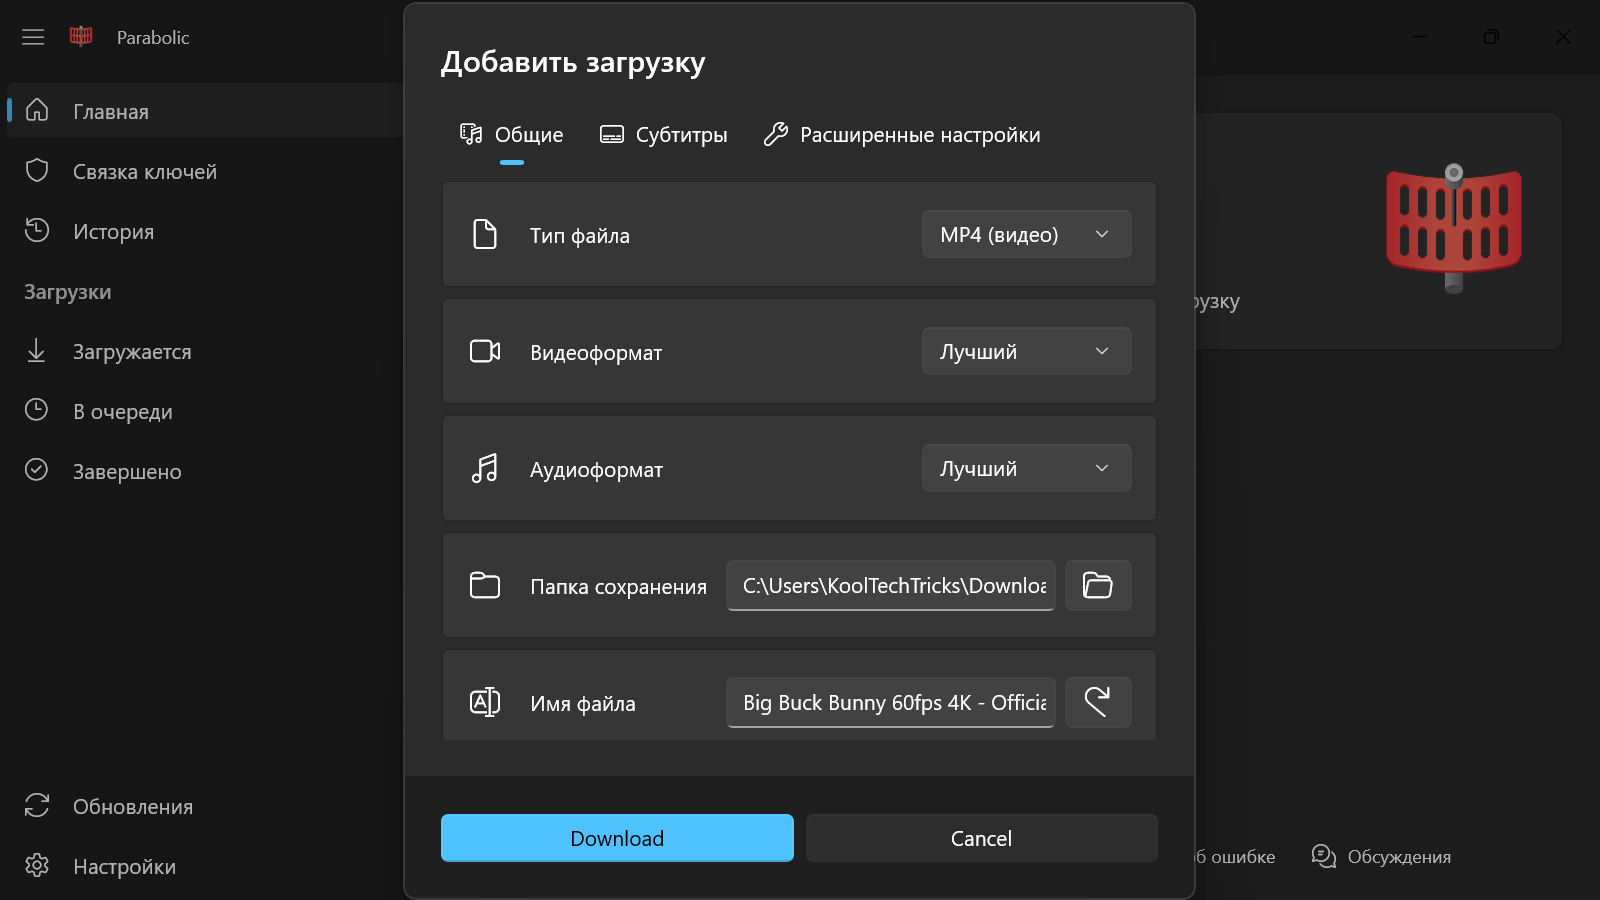 Parabolic
Главная
Связка ключей
История
Загрузки
Загружается
В очереди
Завершено
Обновления
Настройки
Добавить загрузку
Общие
Субтитры
Расширенные настройки
Тип файла
MP4 (видео)
Видеоформат
Лучший
Аудиоформат
Лучший
Папка сохранения
C:\Users\KoolTechTricks\Downloa
Имя файла
Big Buck Bunny 60fps 4K - Officia
Download
Cancel
рузку
об ошибке
Обсуждения